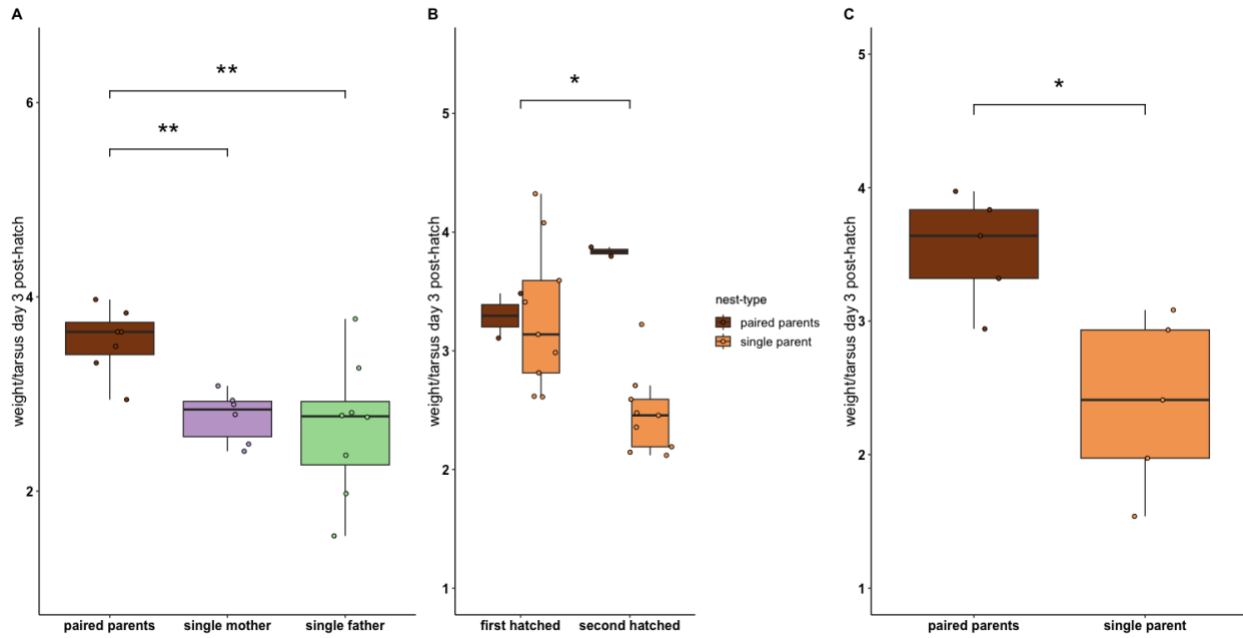 A
weight/tarsus day 3 post-hatch
6
4
2
**
**
paired parents
single mother
single father
B
weight/tarsus day 3 post-hatch
5
4
3
2
1
*
first hatched
second hatched
nest-type
paired parents
single parent
C
weight/tarsus day 3 post-hatch
5
4
3
2
1
*
paired parents
single parent